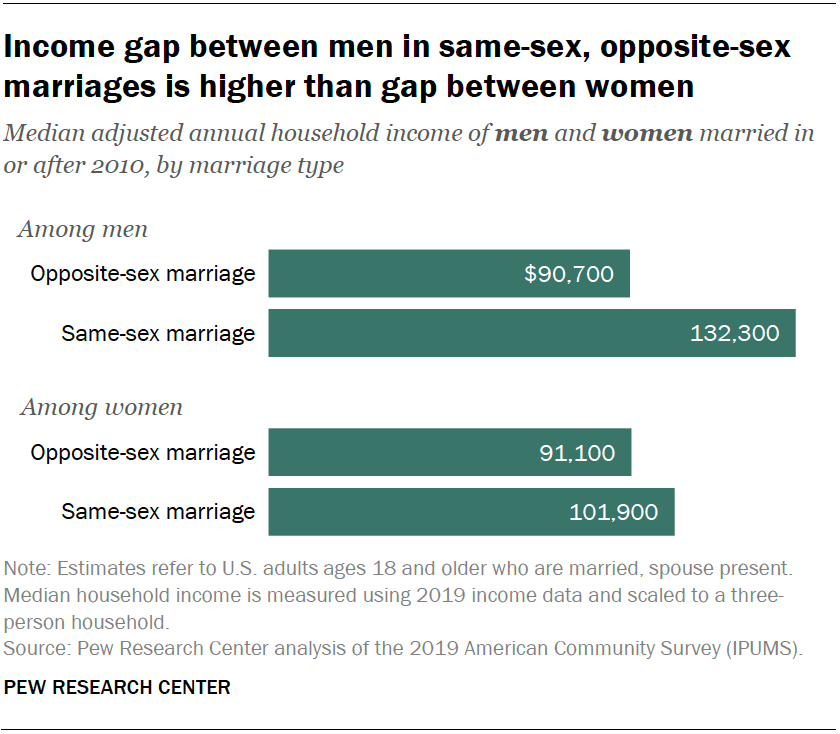 Income gap between men in same-sex, opposite-sex
marriages is higher than gap between women
Median adjusted annual household income of men and women married in
or after 2010, by marriage type
Among men
Opposite-sex marriage $90,700
Same-sex marriage 132,300
Among women
Opposite-sex marriage 91,100
Same-sex marriage 101,900
Note: Estimates refer to U.S. adults ages 18 and older who are married, spouse present.
Median household income is measured using 2019 income data and scaled to a three-
person household.
Source: Pew Research Center analysis of the 2019 American Community Survey (IPUMS).
PEW RESEARCH CENTER